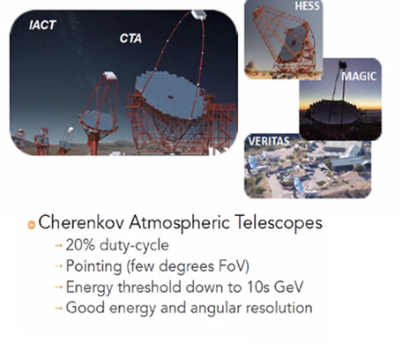 IACT
CTA
HESS
MAGIC
VERITAS
Cherenkov Atmospheric Telescopes
→ 20% duty-cycle
→ Pointing (few degrees FoV)
→ Energy threshold down to 10s GeV
→ Good energy and angular resolution